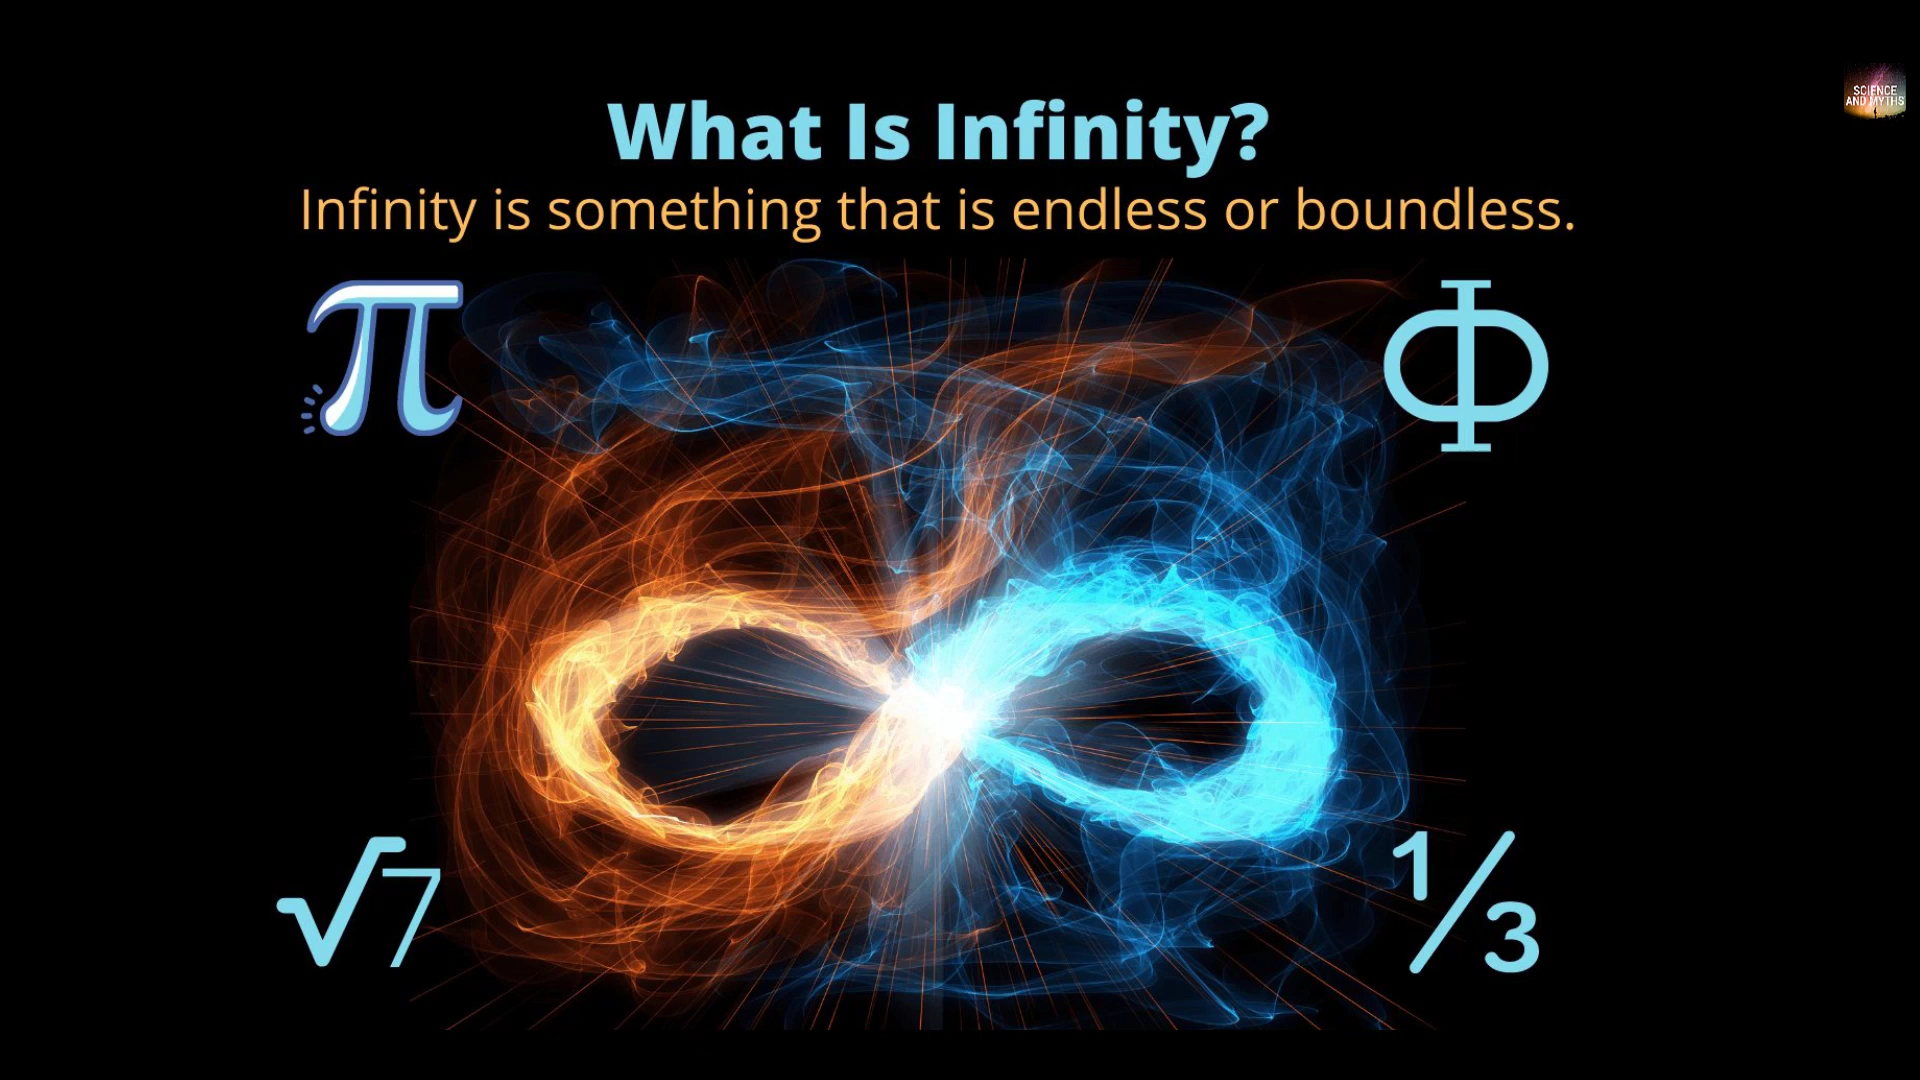 What Is Infinity?
SCIENCE
AND MYTHS
Infinity is something that is endless or boundless.
π
Φ
√7
1/3